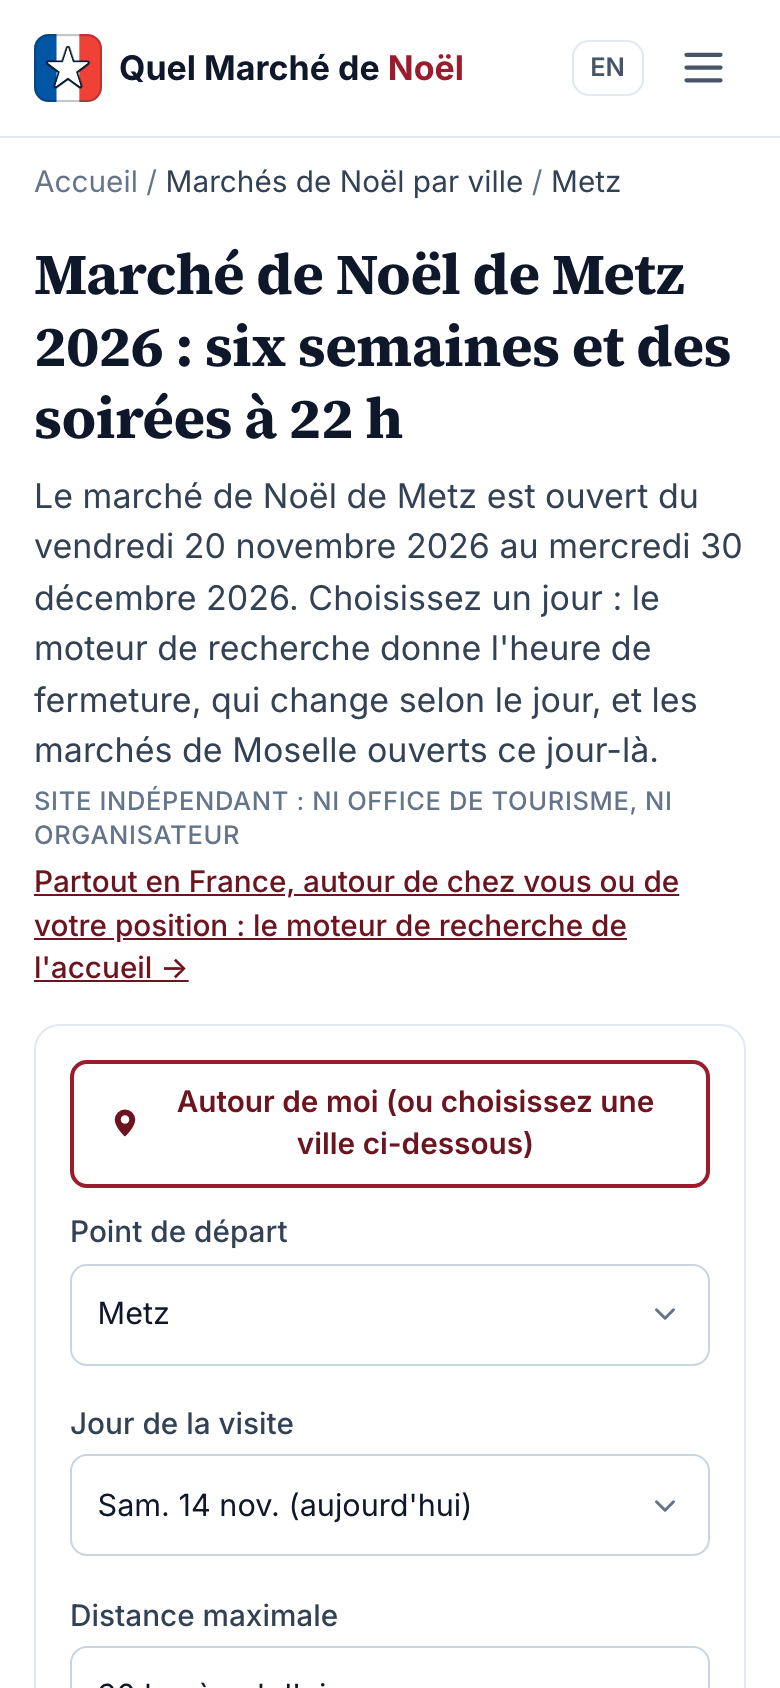 Quel Marché de Noël
EN
Accueil / Marchés de Noël par ville / Metz
Marché de Noël de Metz
2026 : six semaines et des
soirées à 22 h
Le marché de Noël de Metz est ouvert du
vendredi 20 novembre 2026 au mercredi 30
décembre 2026. Choisissez un jour : le
moteur de recherche donne l'heure de
fermeture, qui change selon le jour, et les
marchés de Moselle ouverts ce jour-là.
SITE INDÉPENDANT : NI OFFICE DE TOURISME, NI
ORGANISATEUR
Partout en France, autour de chez vous ou de
votre position : le moteur de recherche de
l'accueil →
Autour de moi (ou choisissez une
ville ci-dessous)
Point de départ
Metz
Jour de la visite
Sam. 14 nov. (aujourd'hui)
Distance maximale